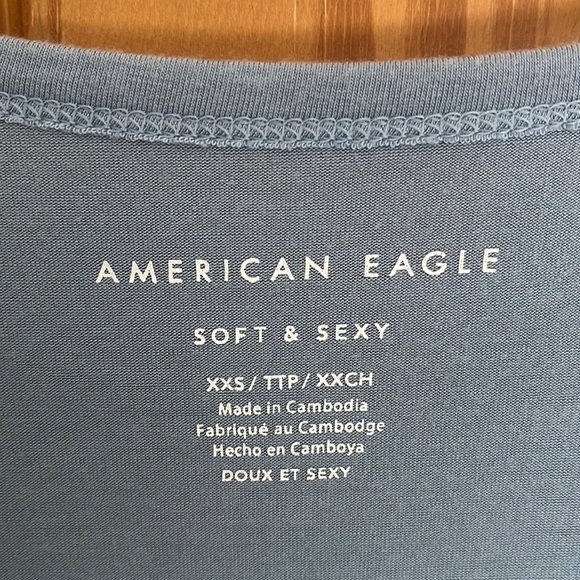 AMERICAN EAGLE
SOFT & SEXY
XXS / TTP / XXCH
Made in Cambodia
Fabriqué au Cambodge
Hecho en Camboya
DOUX ET SEXY